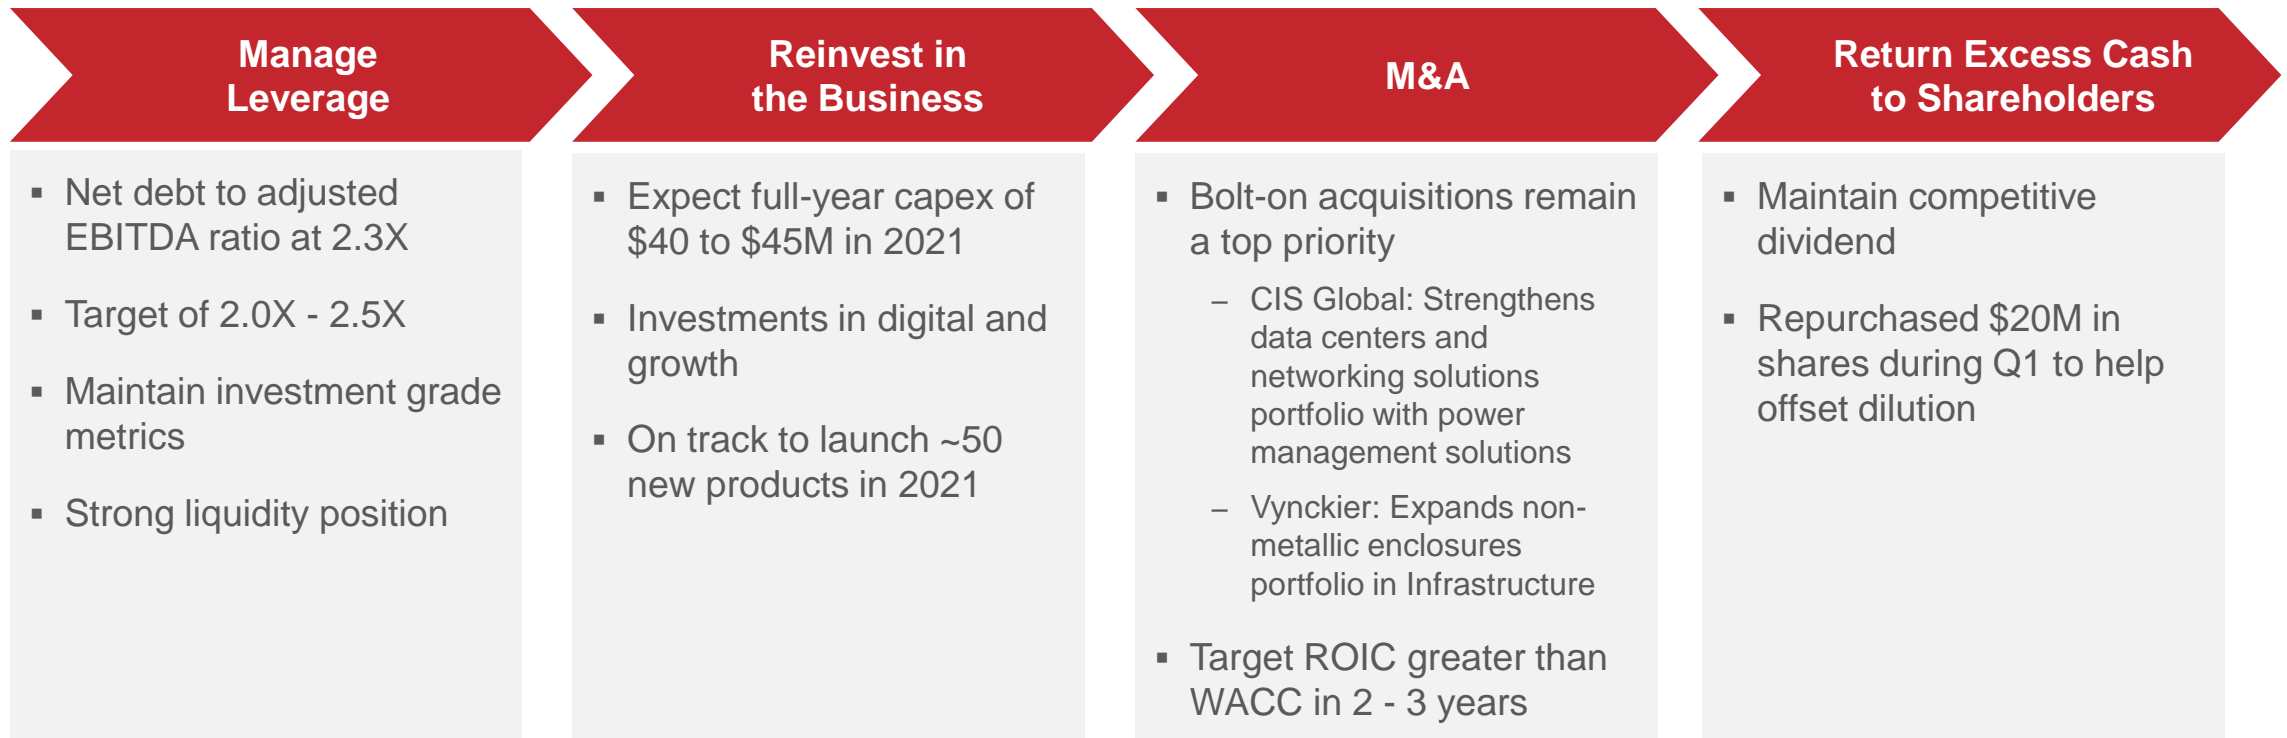 Manage
Leverage
▪ Net debt to adjusted
EBITDA ratio at 2.3X
▪ Target of 2.0X - 2.5X
▪ Maintain investment grade
metrics
▪ Strong liquidity position
Reinvest in
the Business
▪ Expect full-year capex of
$40 to $45M in 2021
▪ Investments in digital and
growth
▪ On track to launch ~50
new products in 2021
M&A
▪ Bolt-on acquisitions remain
a top priority
– CIS Global: Strengthens
data centers and
networking solutions
portfolio with power
management solutions
– Vynckier: Expands non-
metallic enclosures
portfolio in Infrastructure
▪ Target ROIC greater than
WACC in 2 - 3 years
Return Excess Cash
to Shareholders
▪ Maintain competitive
dividend
▪ Repurchased $20M in
shares during Q1 to help
offset dilution